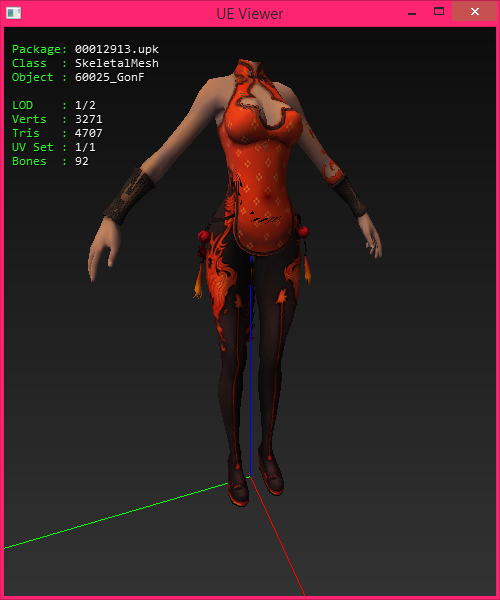 UE Viewer
Package: 00012913.upk
Class : SkeletalMesh
Object : 60025_GonF
LOD : 1/2
Verts : 3271
Tris : 4707
UV Set : 1/1
Bones : 92